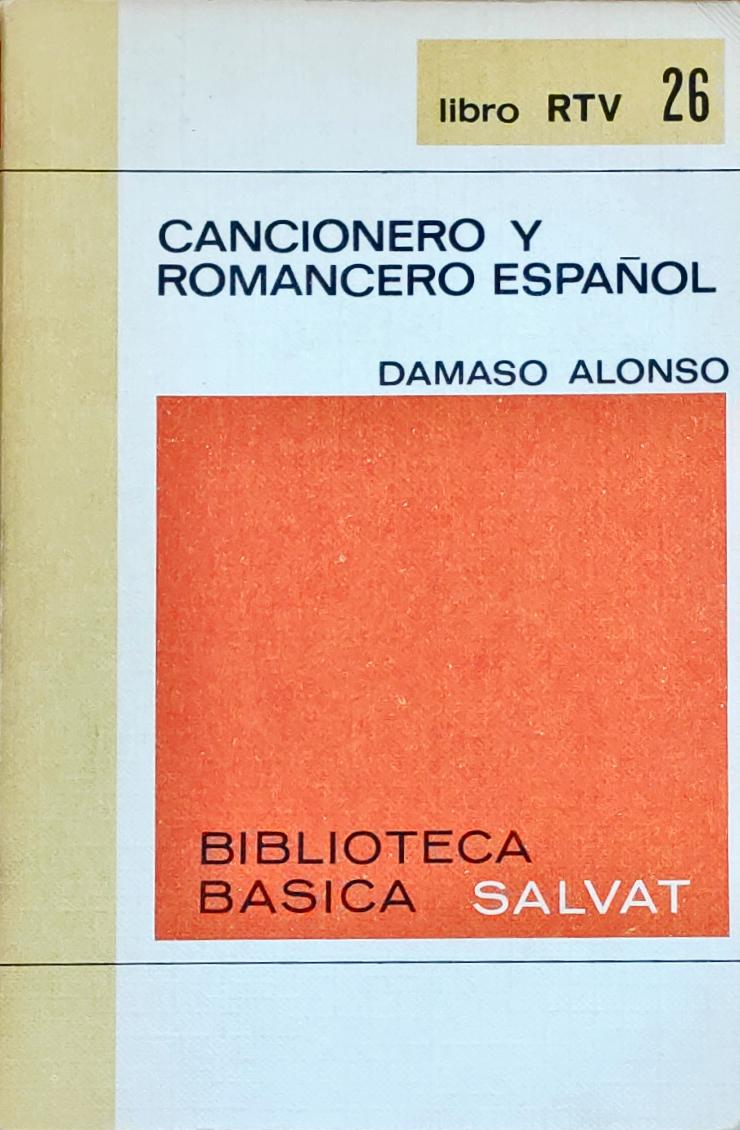 libro RTV 26
CANCIONERO Y
ROMANCERO ESPAÑOL
DAMASO ALONSO
BIBLIOTECA
BASICA SALVAT